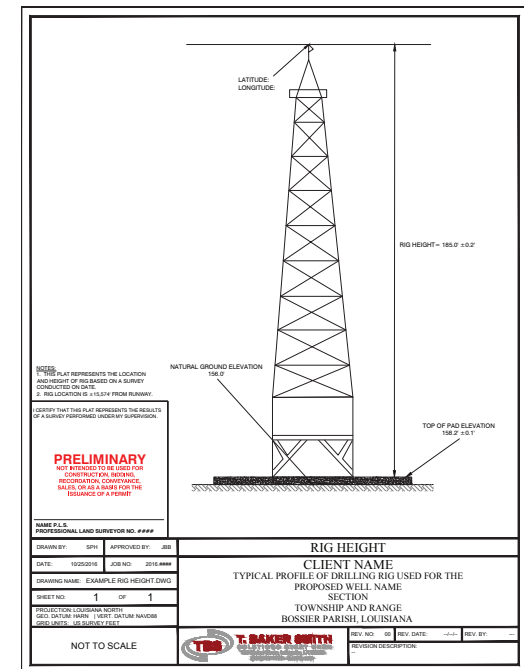 LATITUDE:
LONGITUDE:
RIG HEIGHT= 185.0' ±0.2'
NATURAL GROUND ELEVATION
156.0'
TOP OF PAD ELEVATION
158.2' ±0.1'
NOTES:
1. THIS PLAT REPRESENTS THE LOCATION
AND HEIGHT OF RIG BASED ON A SURVEY
CONDUCTED ON DATE.
2. RIG LOCATION IS ±15,574' FROM RUNWAY.
I CERTIFY THAT THIS PLAT REPRESENTS THE RESULTS
OF A SURVEY PERFORMED UNDER MY SUPERVISION.
PRELIMINARY
NOT INTENDED TO BE USED FOR
CONSTRUCTION, BIDDING,
RECORDATION, CONVEYANCE,
SALES, OR AS A BASIS FOR THE
ISSUANCE OF A PERMIT
NAME P.L.S.
PROFESSIONAL LAND SURVEYOR NO. ####
DRAWN BY: SPH APPROVED BY: JBB
DATE: 10/25/2018 JOB NO: 2018.####
DRAWING NAME: EXAMPLE RIG HEIGHT.DWG
SHEET NO: 1 OF 1
PROJECTION: LOUISIANA NORTH
GEO. DATUM: HARN | VERT. DATUM: NAVD88
GRID UNITS: US SURVEY FEET
NOT TO SCALE
RIG HEIGHT
CLIENT NAME
TYPICAL PROFILE OF DRILLING RIG USED FOR THE
PROPOSED WELL NAME
SECTION
TOWNSHIP AND RANGE
BOSSIER PARISH, LOUISIANA
TBS T. BAKER SMITH
REV. NO: 00 REV. DATE: --/--/-- REV. BY: ---
REVISION DESCRIPTION:
--